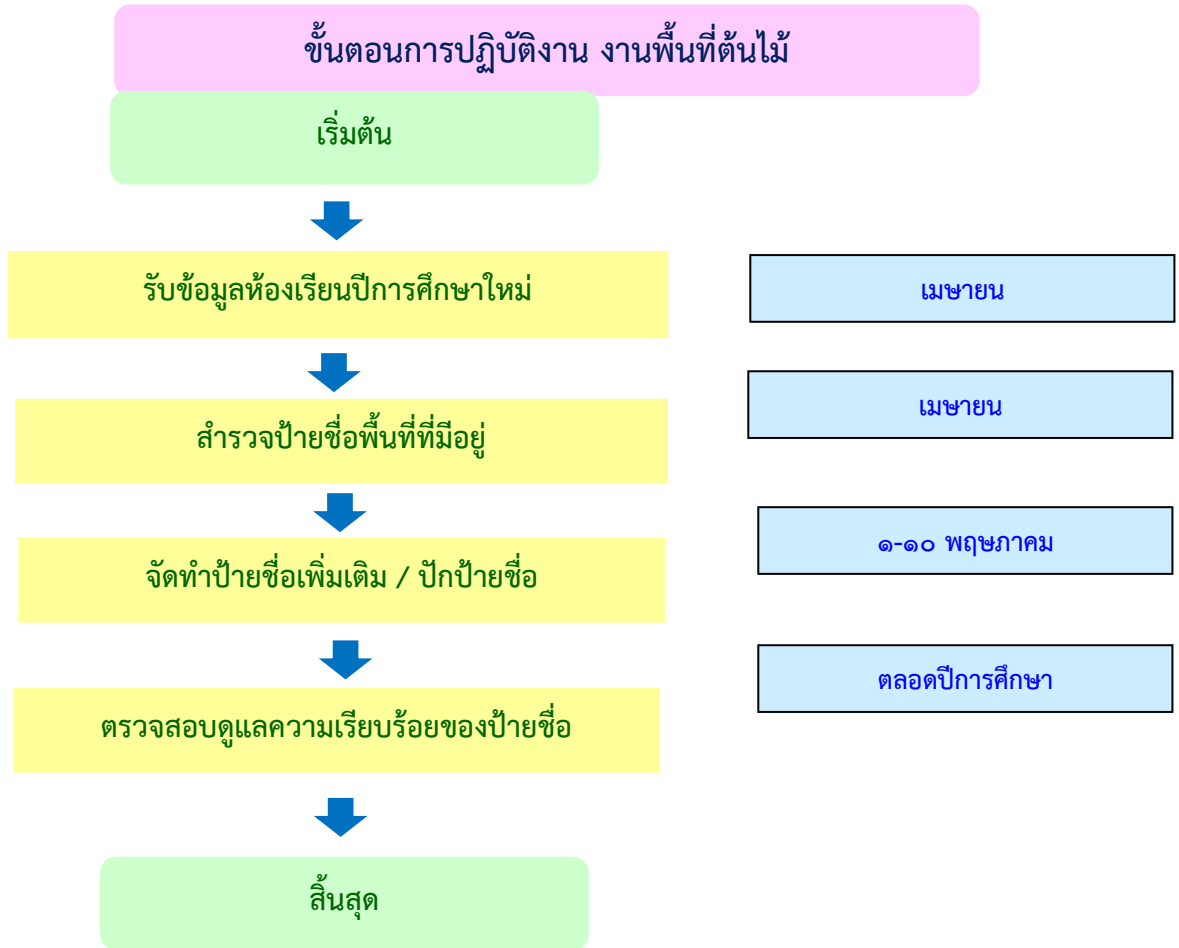 ขั้นตอนการปฏิบัติงาน งานพื้นที่ต้นไม้
เริ่มต้น
รับข้อมูลห้องเรียนปีการศึกษาใหม่
เมษายน
สำรวจป้ายชื่อพื้นที่ที่มีอยู่
เมษายน
จัดทำป้ายชื่อเพิ่มเติม / ปักป้ายชื่อ
๑-๑๐ พฤษภาคม
ตรวจสอบดูแลความเรียบร้อยของป้ายชื่อ
ตลอดปีการศึกษา
สิ้นสุด